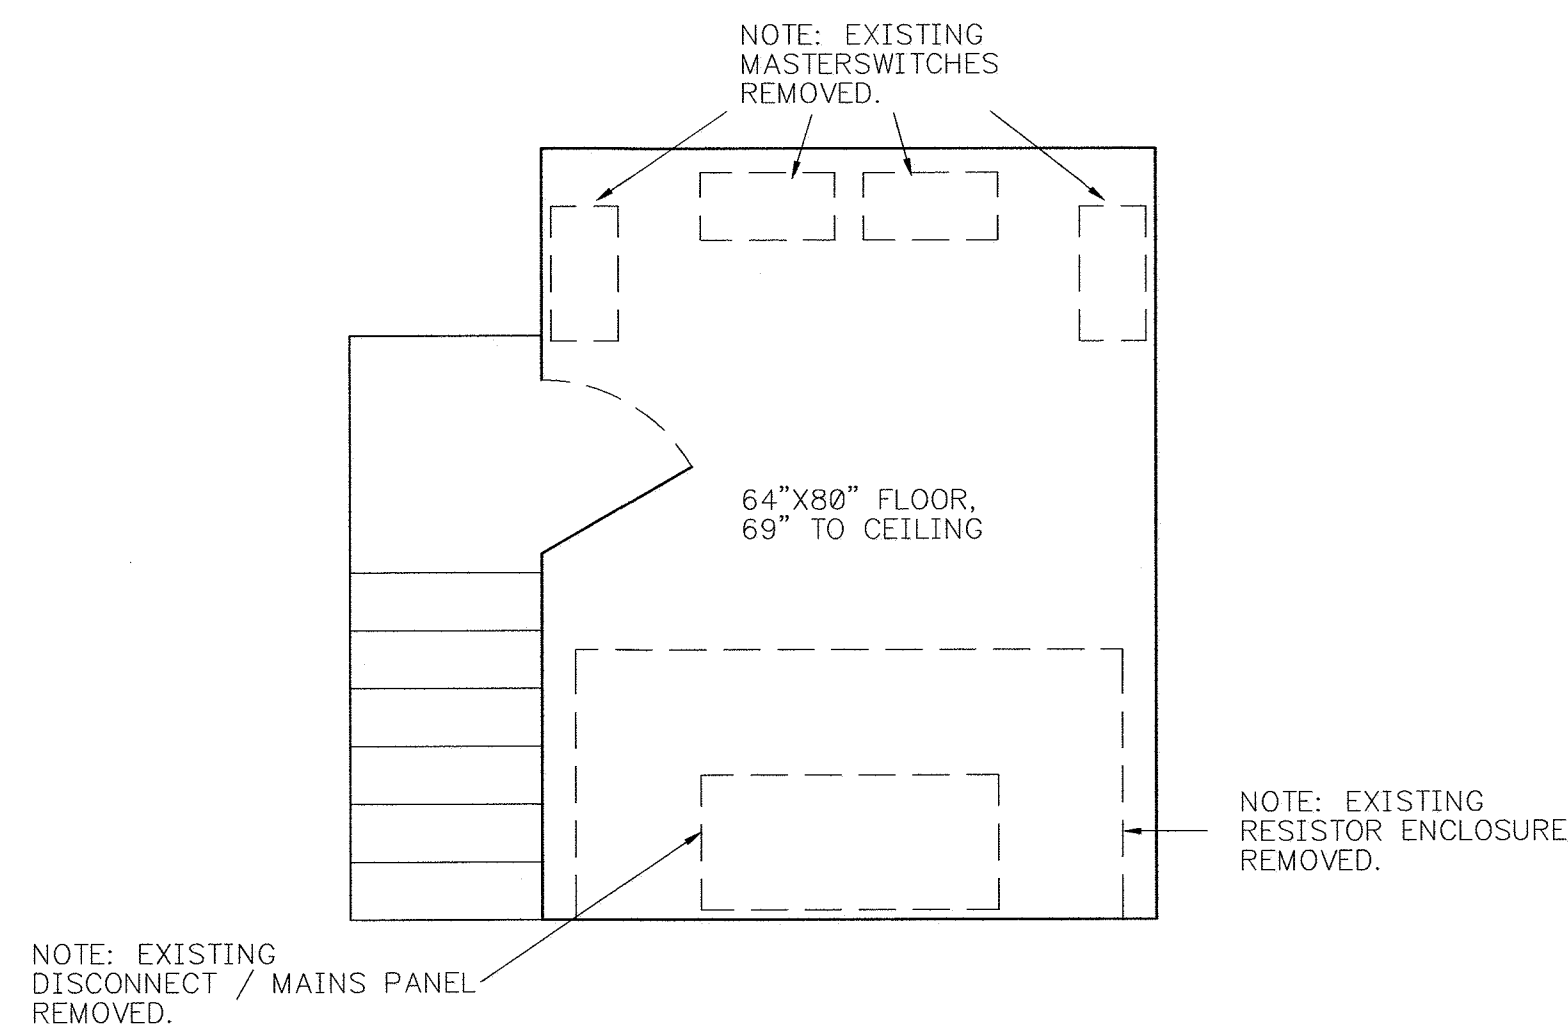 NOTE: EXISTING
MASTERSWITCHES
REMOVED.
64”X80” FLOOR,
69” TO CEILING
NOTE: EXISTING
RESISTOR ENCLOSURE
REMOVED.
NOTE: EXISTING
DISCONNECT / MAINS PANEL
REMOVED.